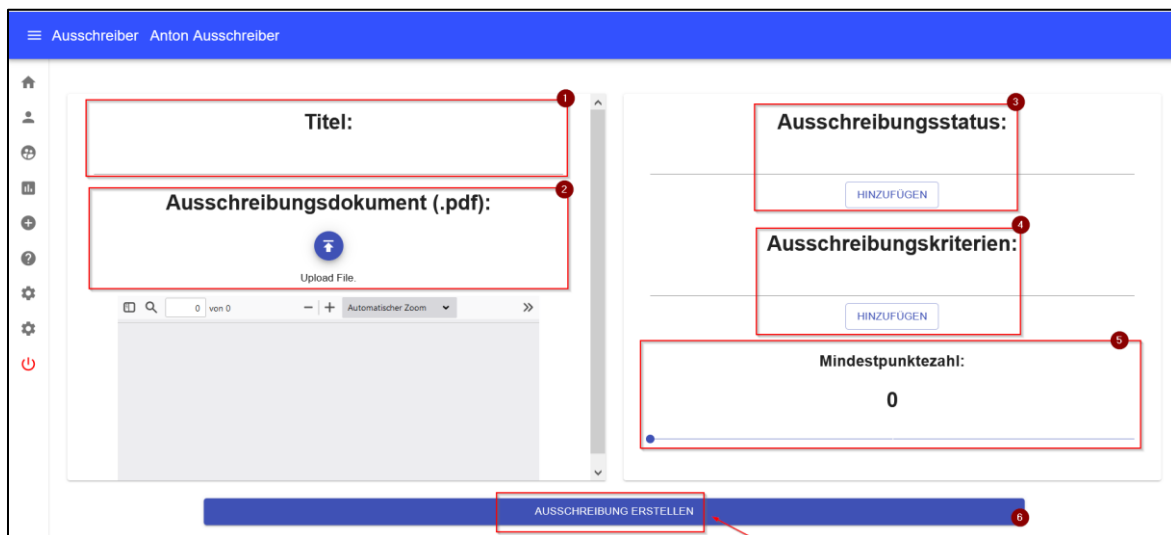 Ausschreiber Anton Ausschreiber
1
Titel:
2
Ausschreibungsdokument (.pdf):
Upload File.
0 von 0 Automatischer Zoom
3
Ausschreibungsstatus:
HINZUFÜGEN
4
Ausschreibungskriterien:
HINZUFÜGEN
5
Mindestpunktezahl:
0
AUSSCHREIBUNG ERSTELLEN
6